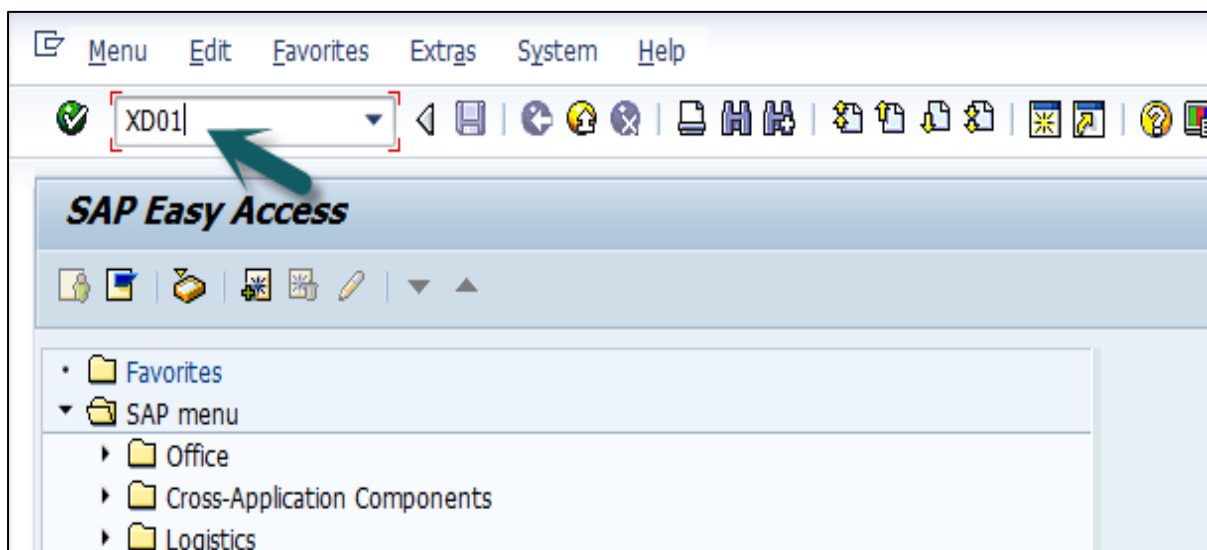 Menu Edit Favorites Extras System Help
XD01
SAP Easy Access
Favorites
SAP menu
Office
Cross-Application Components
Logistics